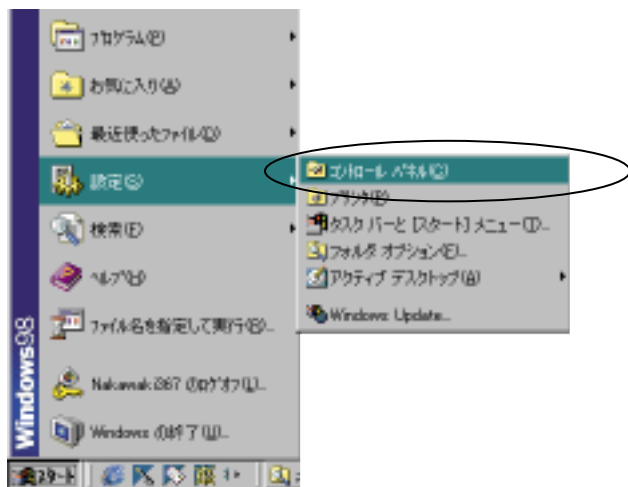 プログラム(P)
お気に入り(A)
最近使ったファイル(D)
設定(S)
コントロール パネル(C)
プリンタ(P)
タスク バーと [スタート] メニュー(T)...
フォルダ オプション(F)...
アクティブ デスクトップ(A)
Windows Update...
検索(F)
ヘルプ(H)
ファイル名を指定して実行(R)...
のログオフ(L)...
Windows の終了(U)...
Windows98
スタート